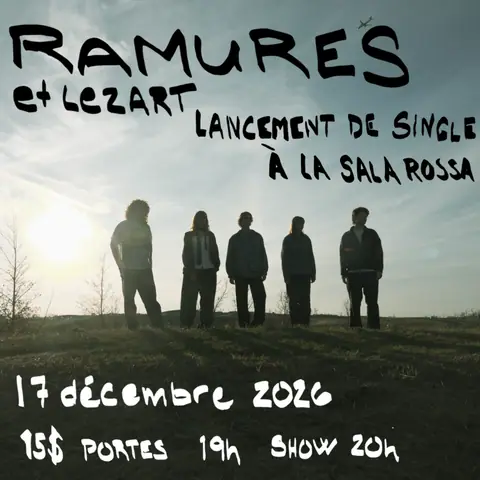 RAMURES
et LEZART
LANCEMENT DE SINGLE
À LA SALA ROSSA
17 décembre 2026
15$ PORTES 19h SHOW 20h